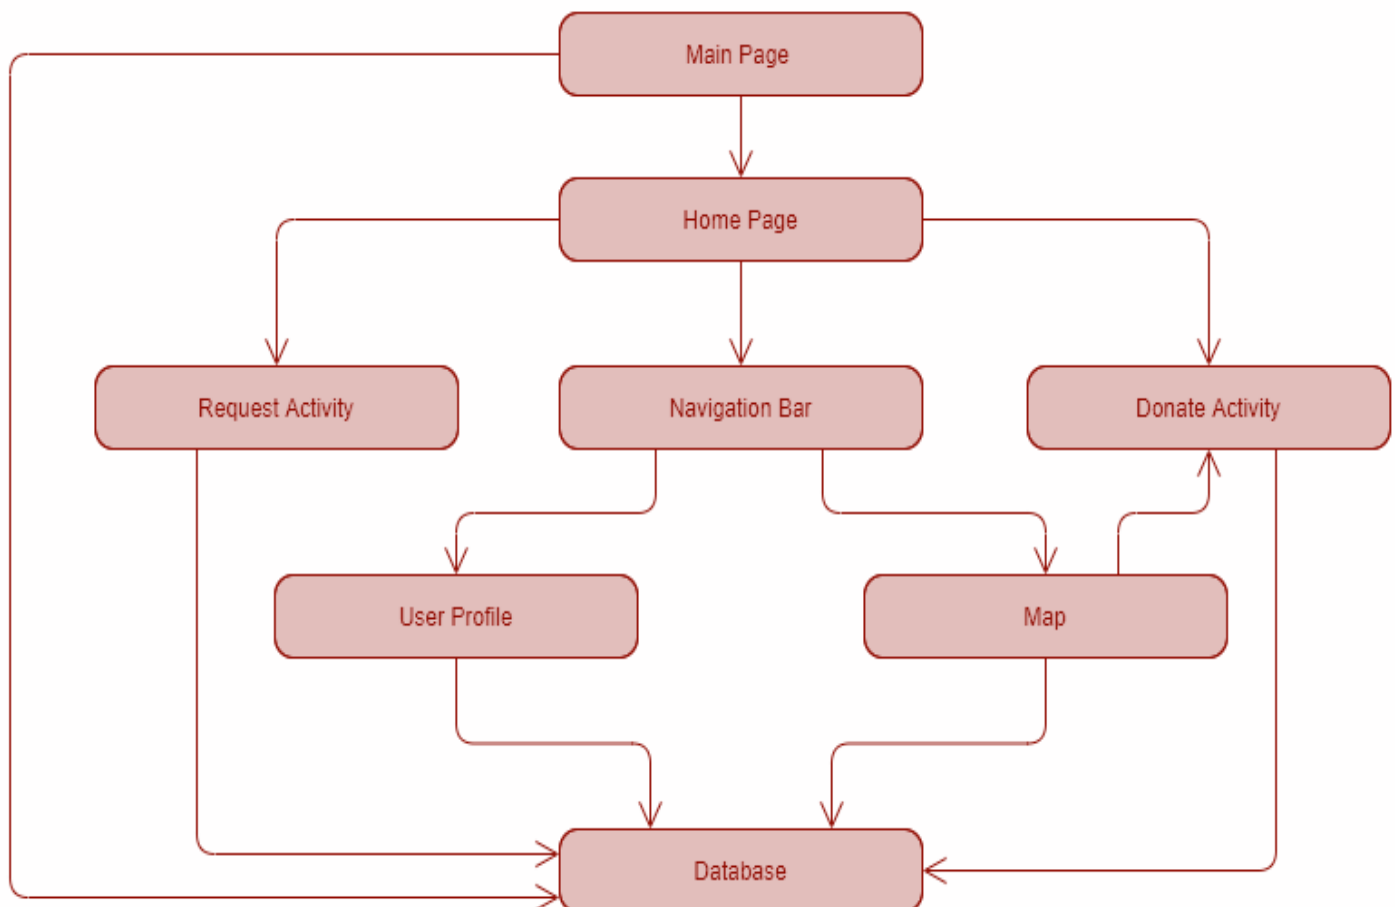 Main Page
Home Page
Request Activity
Navigation Bar
Donate Activity
User Profile
Map
Database